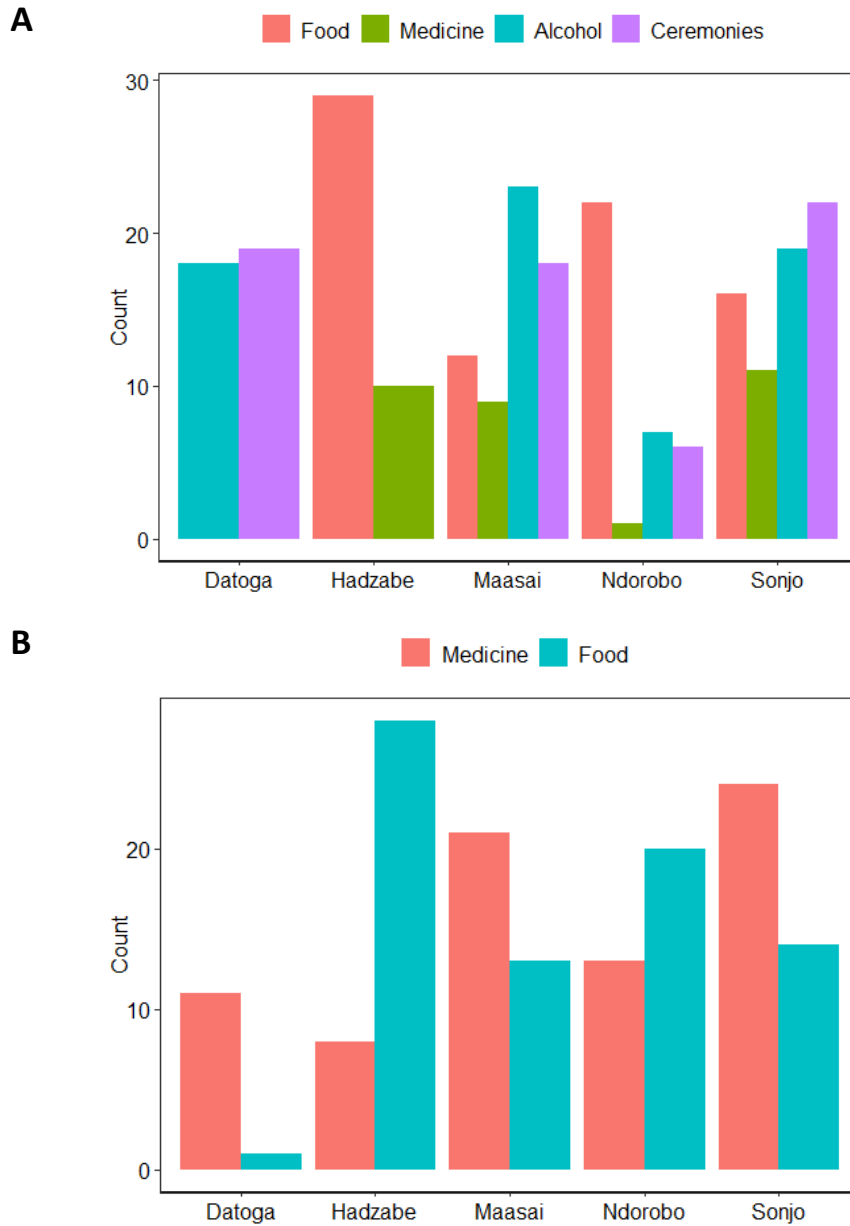 A
Food Medicine Alcohol Ceremonies
30
20
10
0
Count
Datoga Hadzabe Maasai Ndorobo Sonjo
B
Medicine Food
20
10
0
Count
Datoga Hadzabe Maasai Ndorobo Sonjo